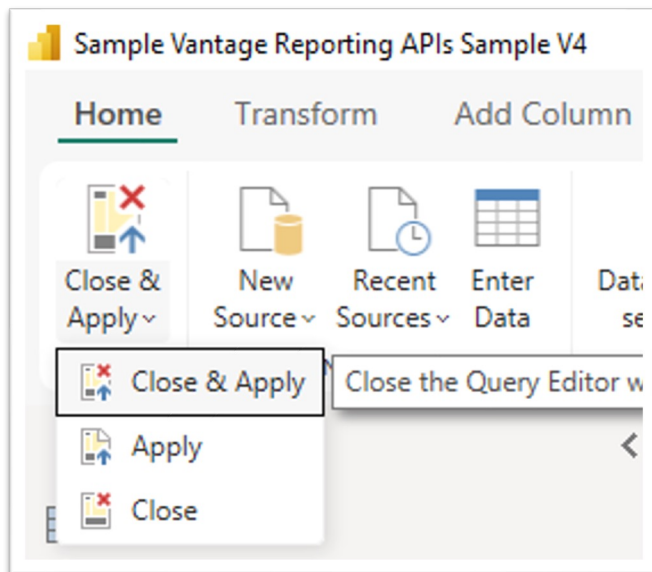 Sample Vantage Reporting APIs Sample V4
Home Transform Add Column
Close & New Recent Enter
Apply Source Sources Data
Close & Apply Close the Query Editor
Apply
Close